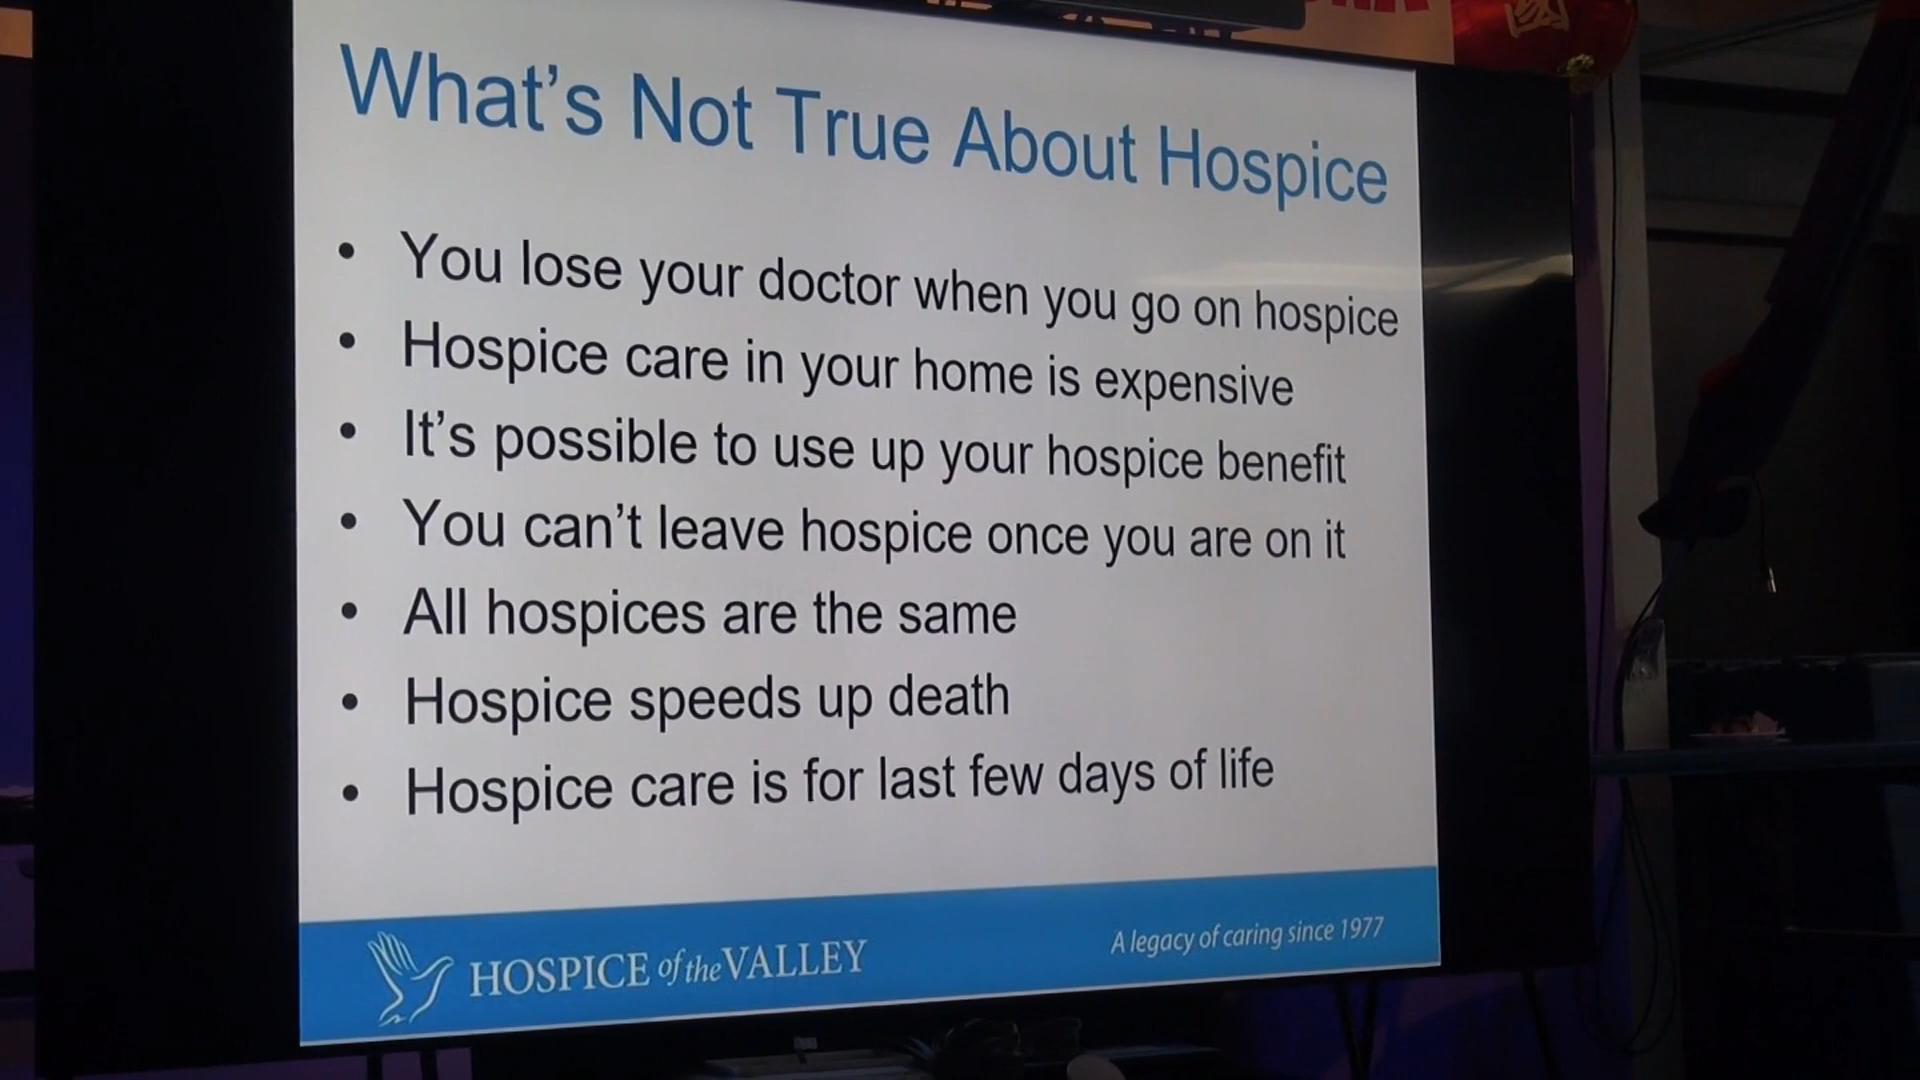 What's Not True About Hospice
• You lose your doctor when you go on hospice
• Hospice care in your home is expensive
• It's possible to use up your hospice benefit
• You can't leave hospice once you are on it
• All hospices are the same
• Hospice speeds up death
• Hospice care is for last few days of life
HOSPICE of the VALLEY
A legacy of caring since 1977